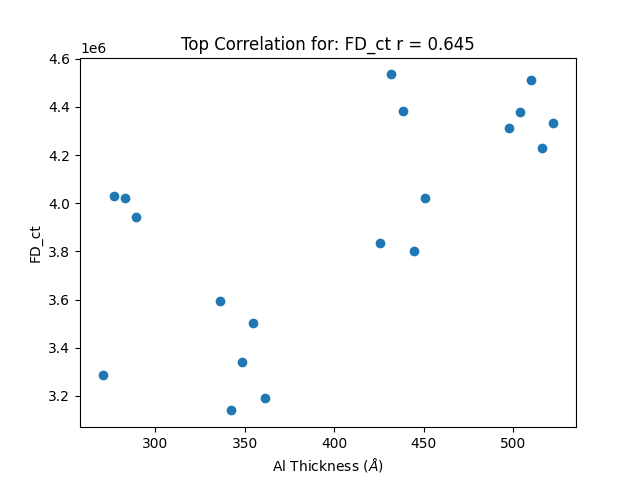 Top Correlation for: FD_ct r = 0.645
1e6
4.6
4.4
4.2
4.0
3.8
3.6
3.4
3.2
FD_ct
300 350 400 450 500
Al Thickness (Å)